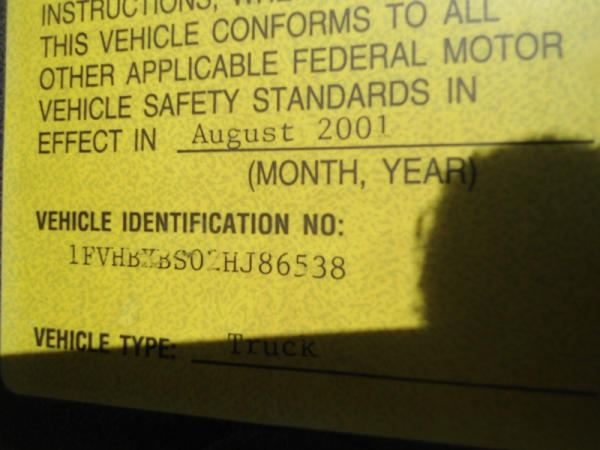 INSTRUCTIONS,
THIS VEHICLE CONFORMS TO ALL
OTHER APPLICABLE FEDERAL MOTOR
VEHICLE SAFETY STANDARDS IN
EFFECT IN August 2001
(MONTH, YEAR)
VEHICLE IDENTIFICATION NO:
1FVHBXBS02HJ86538
VEHICLE TYPE: Truck